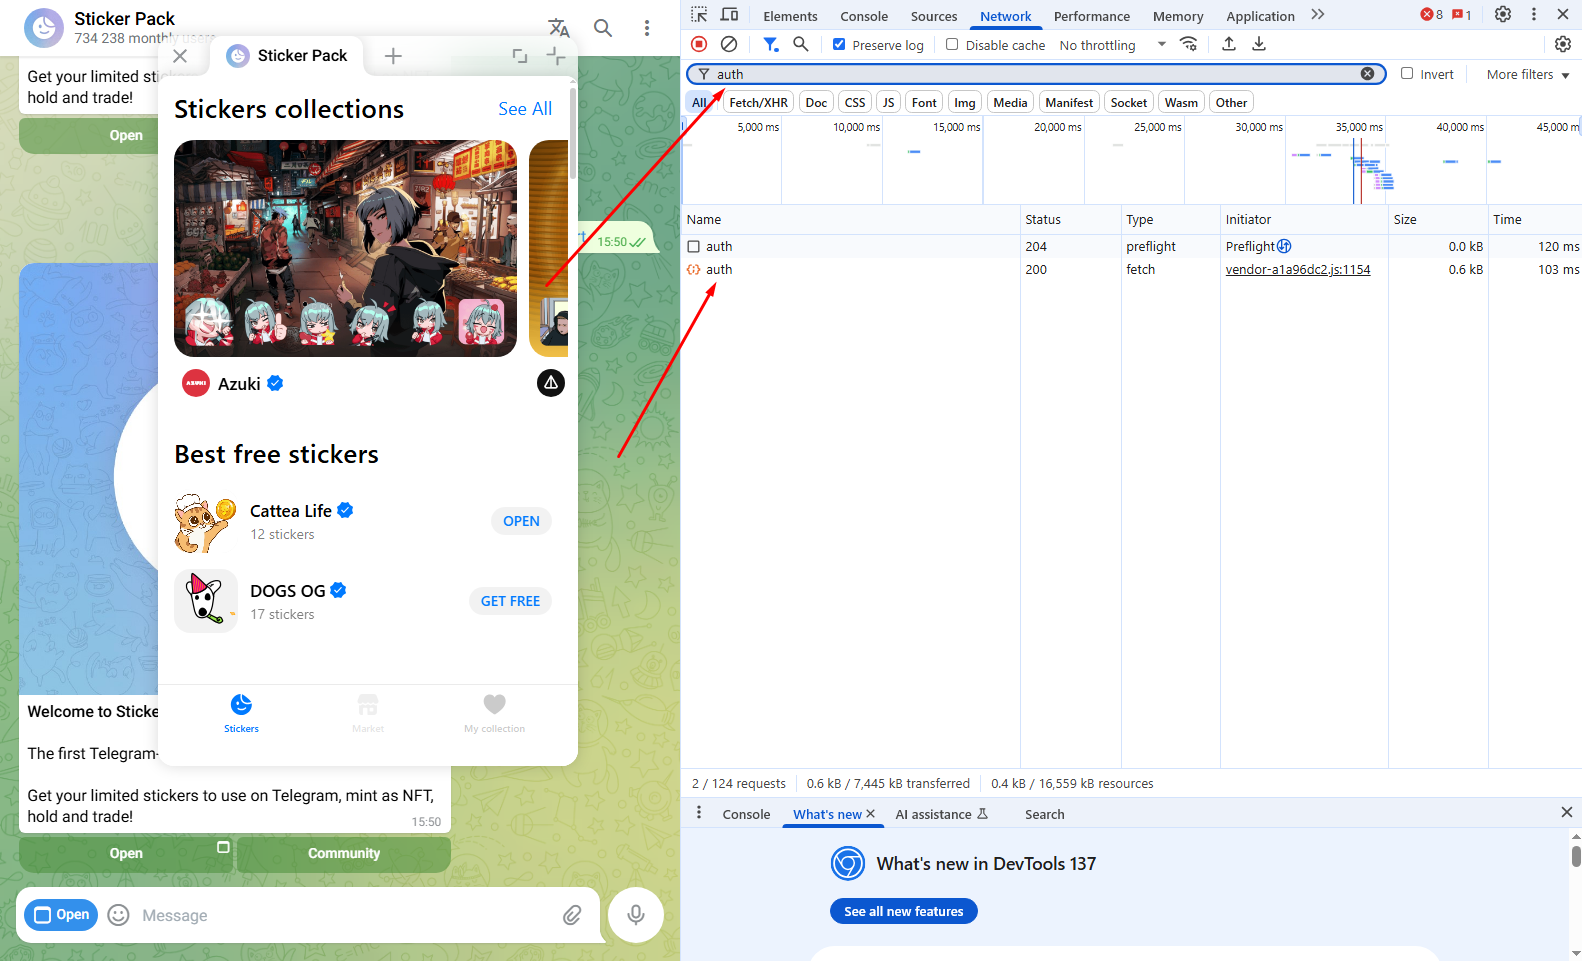 Sticker Pack
734 238 monthly users
Get your limited stick
hold and trade!
Open
15:50
Sticker Pack
Stickers collections
See All
AZUKI
Azuki
Best free stickers
Cattea Life
12 stickers
OPEN
DOGS OG
17 stickers
GET FREE
Stickers
Market
My collection
Welcome to Sticke
The first Telegram-
Get your limited stickers to use on Telegram, mint as NFT,
hold and trade!
15:50
Open
Community
Open
Message
Elements
Console
Sources
Network
Performance
Memory
Application
8
1
Preserve log
Disable cache
No throttling
auth
Invert
More filters
All
Fetch/XHR
Doc
CSS
JS
Font
Img
Media
Manifest
Socket
Wasm
Other
5,000 ms
10,000 ms
15,000 ms
20,000 ms
25,000 ms
30,000 ms
35,000 ms
40,000 ms
45,000 m
Name
Status
Type
Initiator
Size
Time
auth
204
preflight
Preflight
0.0 kB
120 ms
auth
200
fetch
vendor-a1a96dc2.js:1154
0.6 kB
103 ms
2 / 124 requests
0.6 kB / 7,445 kB transferred
0.4 kB / 16,559 kB resources
Console
What's new
AI assistance
Search
What's new in DevTools 137
See all new features